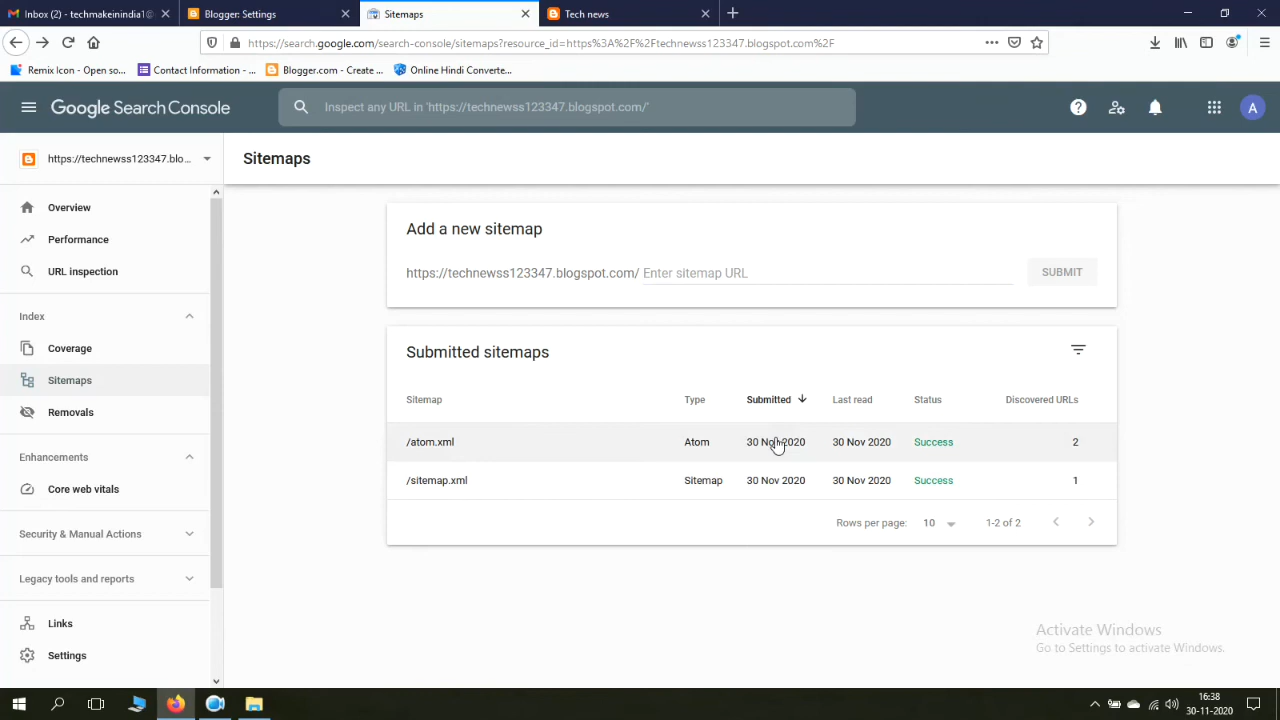 Inbox (2) - techmakeindia1@
Blogger: Settings
Sitemaps
Tech news
https://search.google.com/search-console/sitemaps?resource_id=https%3A%2F%2Ftechnewss123347.blogspot.com%2F
Remix Icon - Open so...
Contact Information - ...
Blogger.com - Create ...
Online Hindi Converte...
Google Search Console
Inspect any URL in 'https://technewss123347.blogspot.com/'
A
https://technewss123347.blo...
Sitemaps
Overview
Performance
URL inspection
Index
Coverage
Sitemaps
Removals
Enhancements
Core web vitals
Security & Manual Actions
Legacy tools and reports
Links
Settings
Add a new sitemap
https://technewss123347.blogspot.com/ Enter sitemap URL
SUBMIT
Submitted sitemaps
Sitemap Type Submitted Last read Status Discovered URLs
/atom.xml Atom 30 Nov 2020 30 Nov 2020 Success 2
/sitemap.xml Sitemap 30 Nov 2020 30 Nov 2020 Success 1
Rows per page: 10 1-2 of 2
Activate Windows
Go to Settings to activate Windows.
16:38
30-11-2020